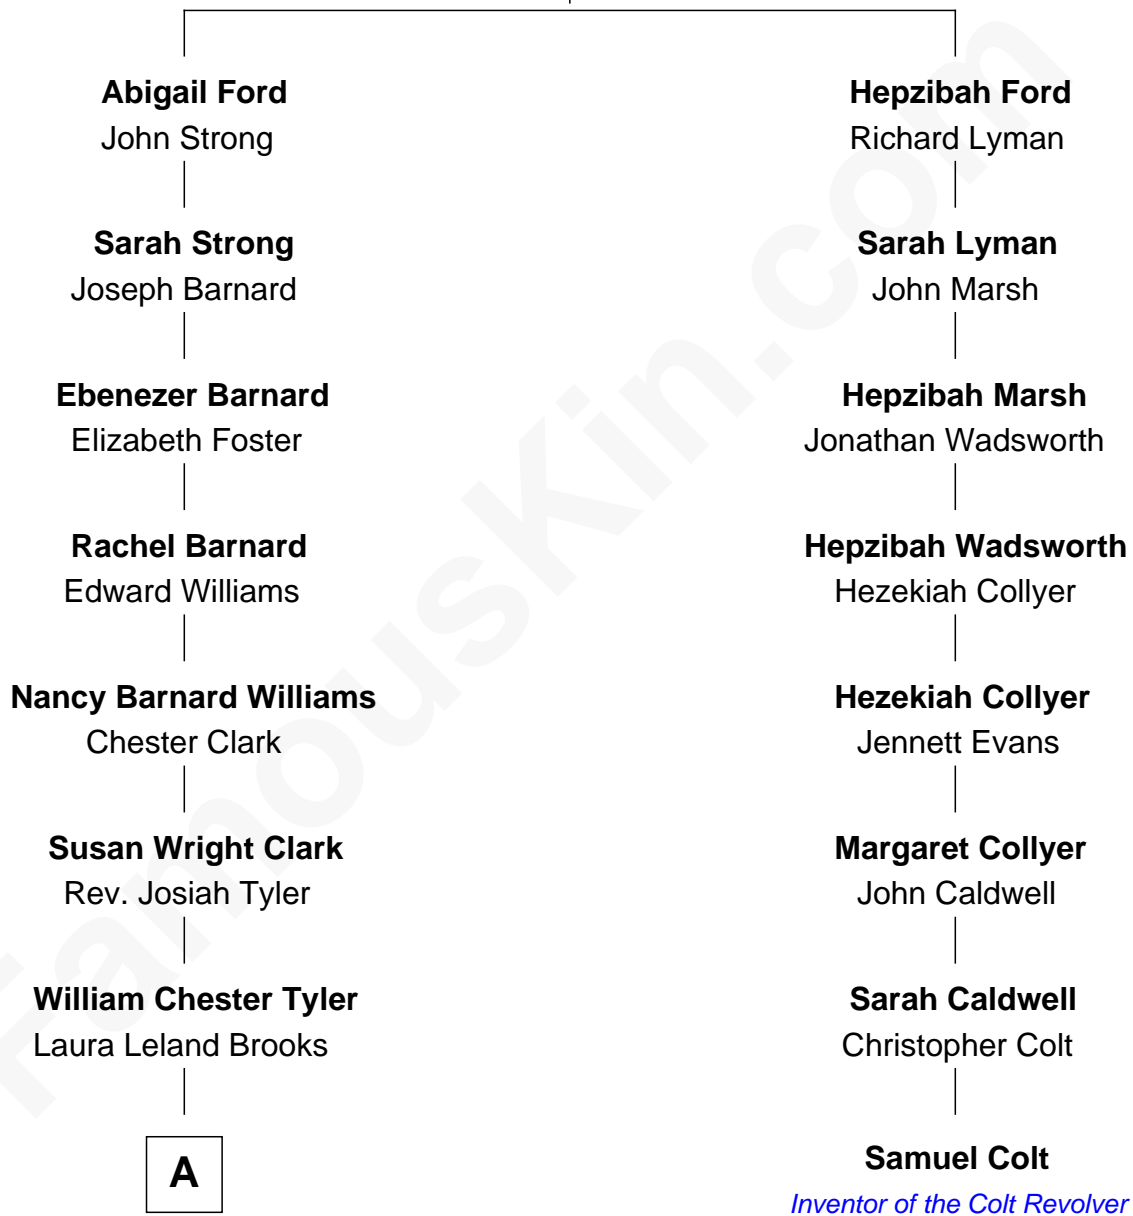 Abigail Ford
John Strong
Sarah Strong
Joseph Barnard
Ebenezer Barnard
Elizabeth Foster
Rachel Barnard
Edward Williams
Nancy Barnard Williams
Chester Clark
Susan Wright Clark
Rev. Josiah Tyler
William Chester Tyler
Laura Leland Brooks
A
Hepzibah Ford
Richard Lyman
Sarah Lyman
John Marsh
Hepzibah Marsh
Jonathan Wadsworth
Hepzibah Wadsworth
Hezekiah Collyer
Hezekiah Collyer
Jennett Evans
Margaret Collyer
John Caldwell
Sarah Caldwell
Christopher Colt
Samuel Colt
Inventor of the Colt Revolver
FamousKin.com